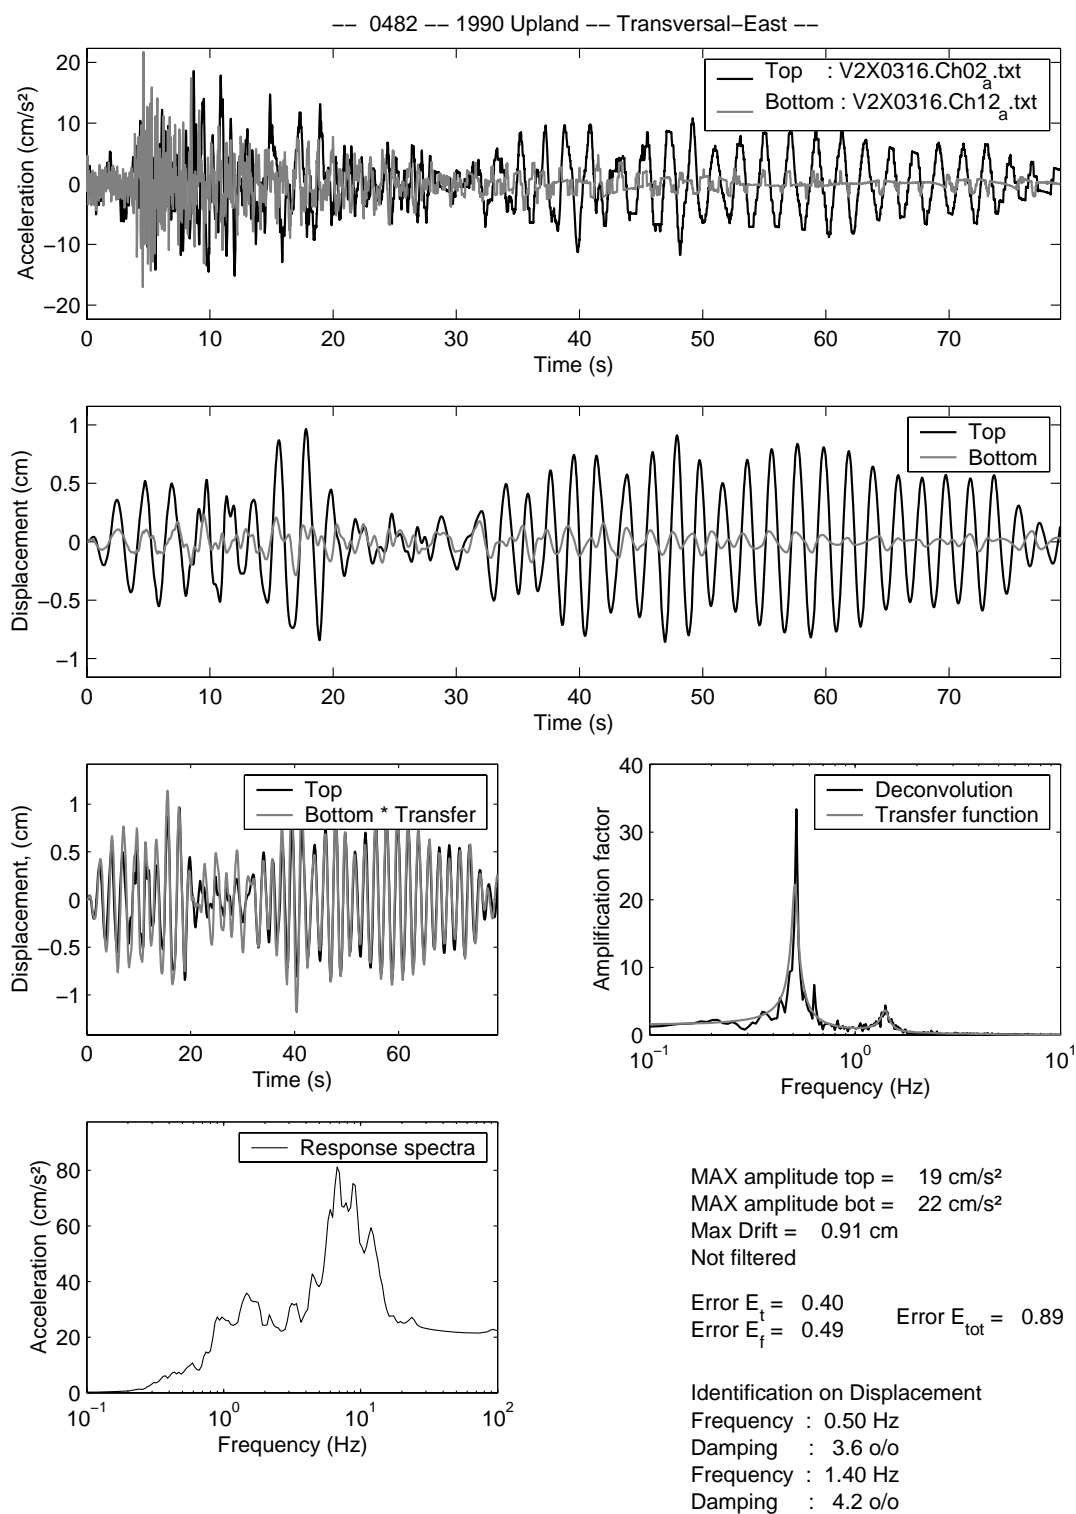 −− 0482 −− 1990 Upland −− Transversal−East −−
20
10
0
−10
−20
Acceleration (cm/s²)
Top : V2X0316.Ch02_a.txt
Bottom : V2X0316.Ch12_a.txt
0 10 20 30 40 50 60 70
Time (s)
1
0.5
0
−0.5
−1
Displacement (cm)
Top
Bottom
0 10 20 30 40 50 60 70
Time (s)
1
0.5
0
−0.5
−1
Displacement, (cm)
Top
Bottom * Transfer
0 20 40 60
Time (s)
40
30
20
10
0
Amplification factor
Deconvolution
Transfer function
10^−1 10^0 10^1
Frequency (Hz)
80
60
40
20
0
Acceleration (cm/s²)
Response spectra
10^−1 10^0 10^1 10^2
Frequency (Hz)
MAX amplitude top = 19 cm/s²
MAX amplitude bot = 22 cm/s²
Max Drift = 0.91 cm
Not filtered
Error E_t = 0.40
Error E_f = 0.49 Error E_tot = 0.89
Identification on Displacement
Frequency : 0.50 Hz
Damping : 3.6 o/o
Frequency : 1.40 Hz
Damping : 4.2 o/o